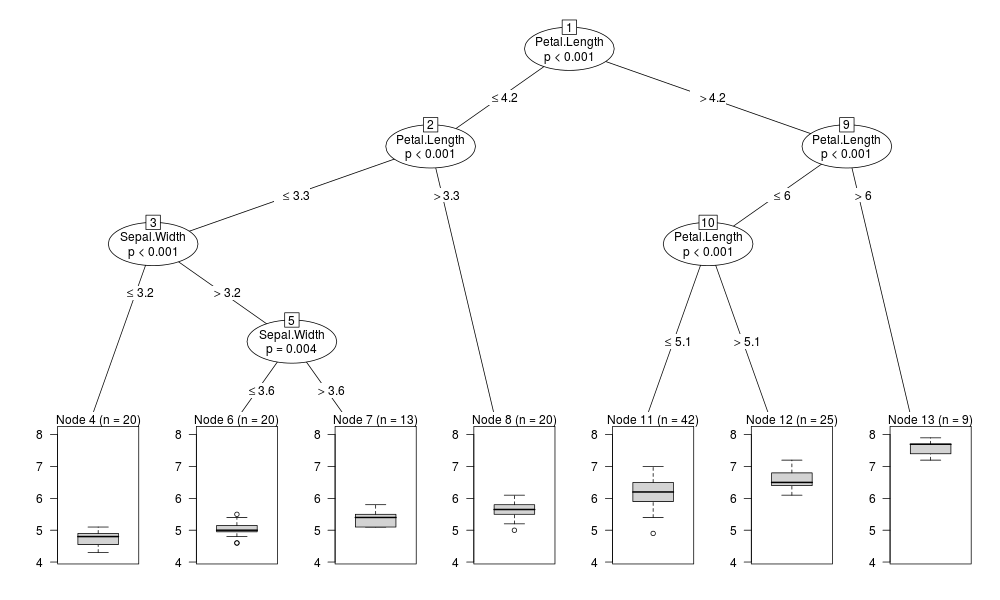 1
Petal.Length
p < 0.001
≤ 4.2
> 4.2
2
Petal.Length
p < 0.001
9
Petal.Length
p < 0.001
≤ 3.3
> 3.3
≤ 6
> 6
3
Sepal.Width
p < 0.001
10
Petal.Length
p < 0.001
≤ 3.2
> 3.2
5
Sepal.Width
p = 0.004
≤ 5.1
> 5.1
≤ 3.6
> 3.6
Node 4 (n = 20)
4
5
6
7
8
Node 6 (n = 20)
4
5
6
7
8
Node 7 (n = 13)
4
5
6
7
8
Node 8 (n = 20)
4
5
6
7
8
Node 11 (n = 42)
4
5
6
7
8
Node 12 (n = 25)
4
5
6
7
8
Node 13 (n = 9)
4
5
6
7
8